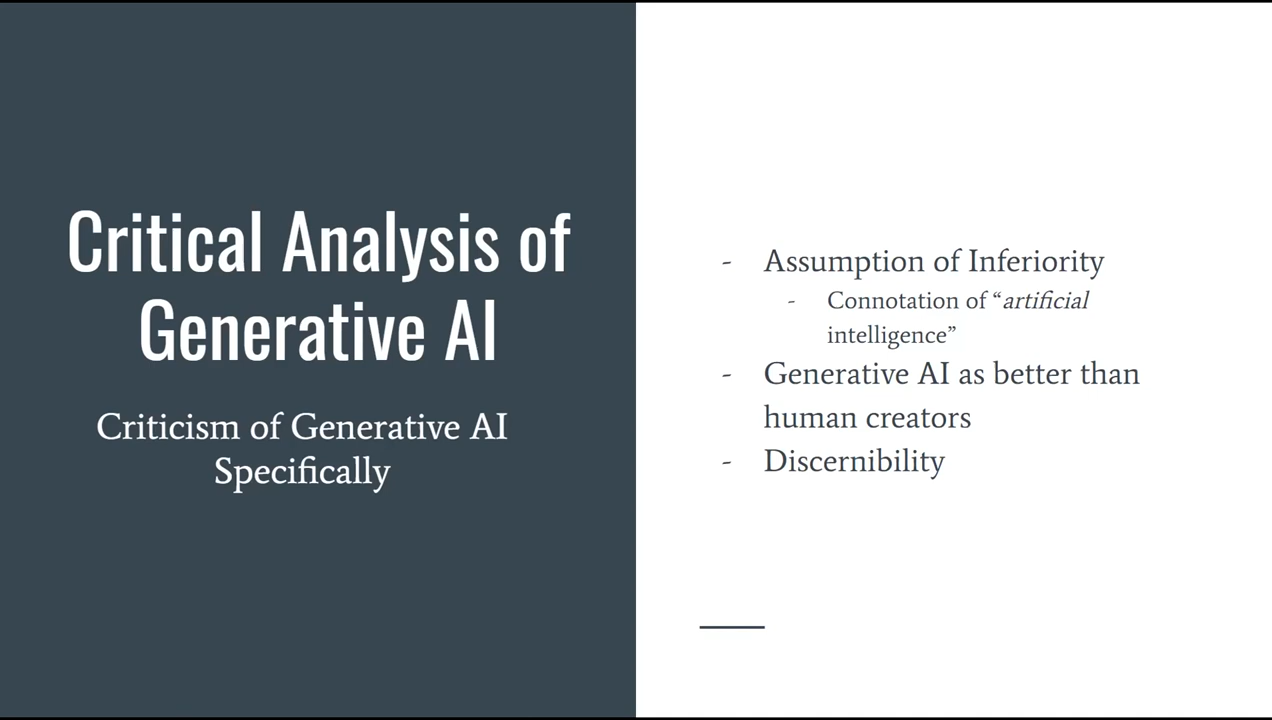 Critical Analysis of
Generative AI
Criticism of Generative AI
Specifically
- Assumption of Inferiority
- Connotation of “artificial
intelligence”
- Generative AI as better than
human creators
- Discernibility